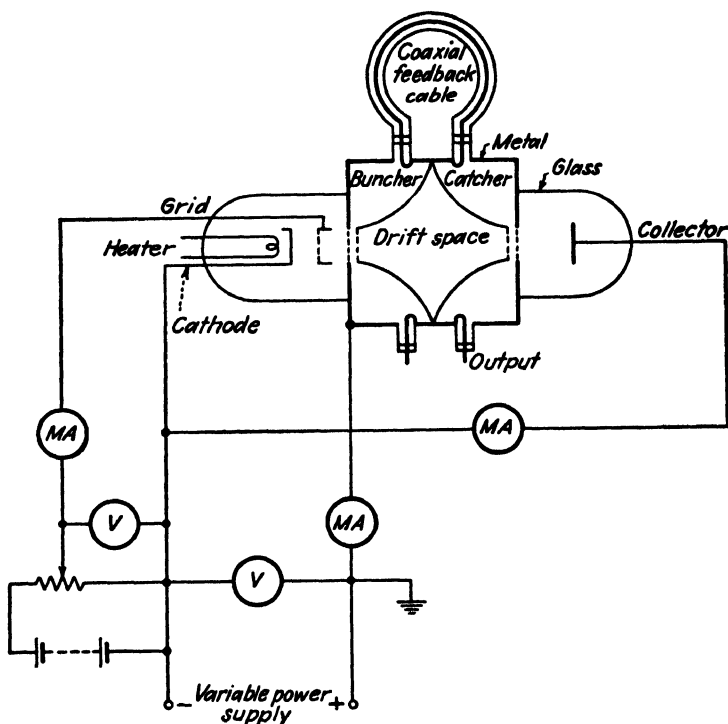 Coaxial
feedback
cable
Metal
Buncher
Catcher
Glass
Grid
Drift space
Heater
Collector
Cathode
Output
MA
MA
V
MA
V
- Variable power +
supply